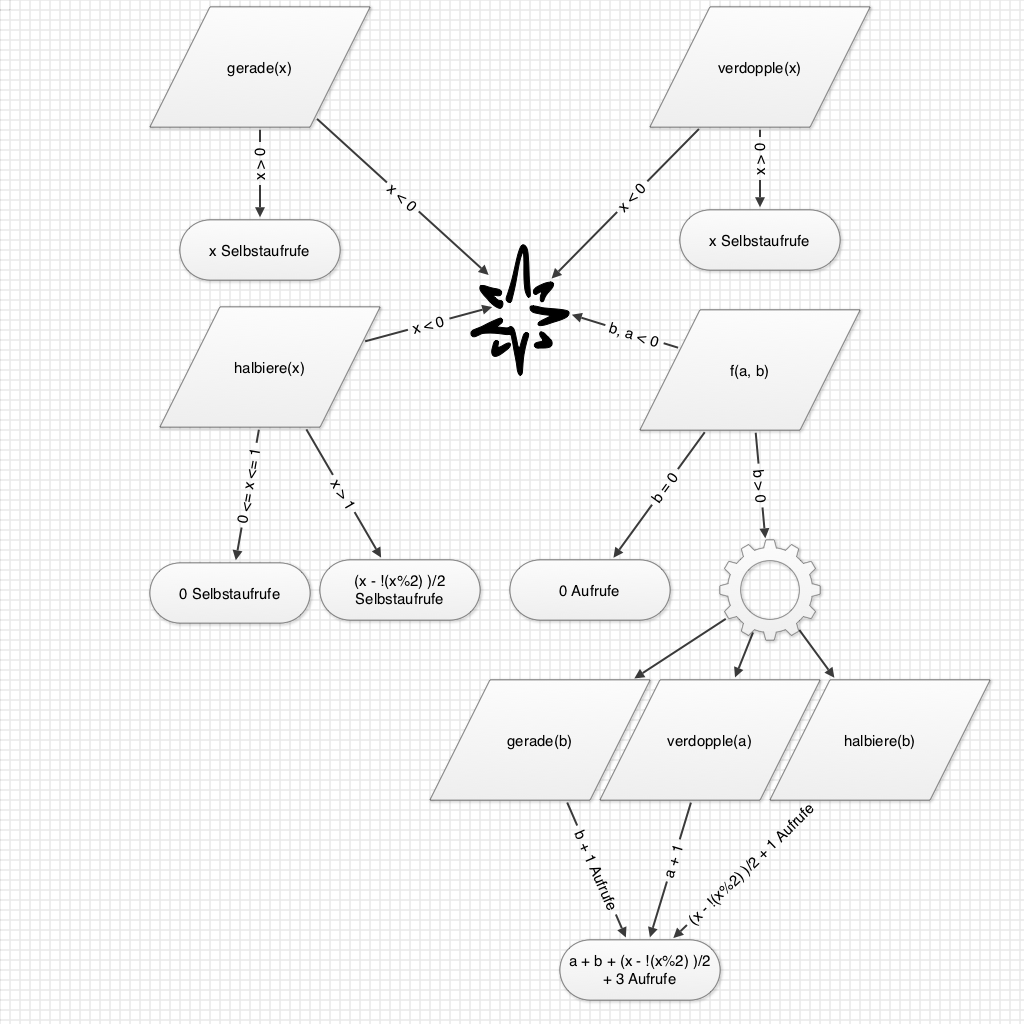 gerade(x)
verdopple(x)
x > 0
x < 0
x < 0
x > 0
x Selbstaufrufe
x Selbstaufrufe
x < 0
b, a < 0
halbiere(x)
f(a, b)
0 <= x <= 1
x > 1
b = 0
0 < b
0 Selbstaufrufe
(x - !(x%2) )/2
Selbstaufrufe
0 Aufrufe
gerade(b)
verdopple(a)
halbiere(b)
b + 1 Aufrufe
a + 1
(x - !(x%2) )/2 + 1 Aufrufe
a + b + (x - !(x%2) )/2
+ 3 Aufrufe